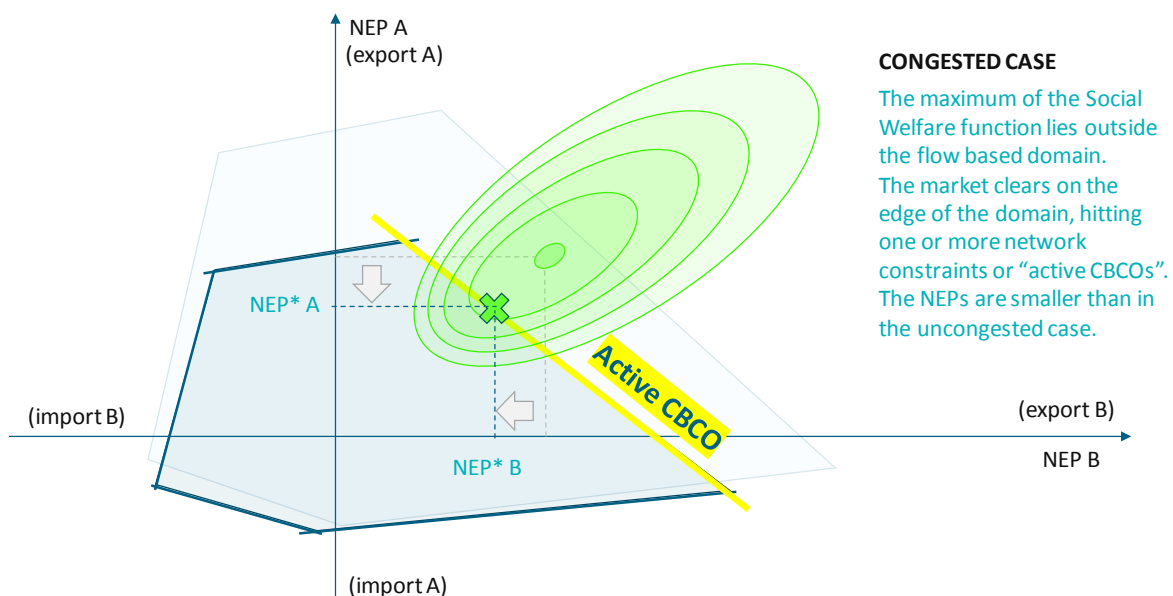 NEP A
(export A)
CONGESTED CASE
The maximum of the Social
Welfare function lies outside
the flow based domain.
The market clears on the
edge of the domain, hitting
one or more network
constraints or “active CBCOs”.
The NEPs are smaller than in
the uncongested case.
NEP* A
Active CBCO
(import B)
(export B)
NEP* B
NEP B
(import A)